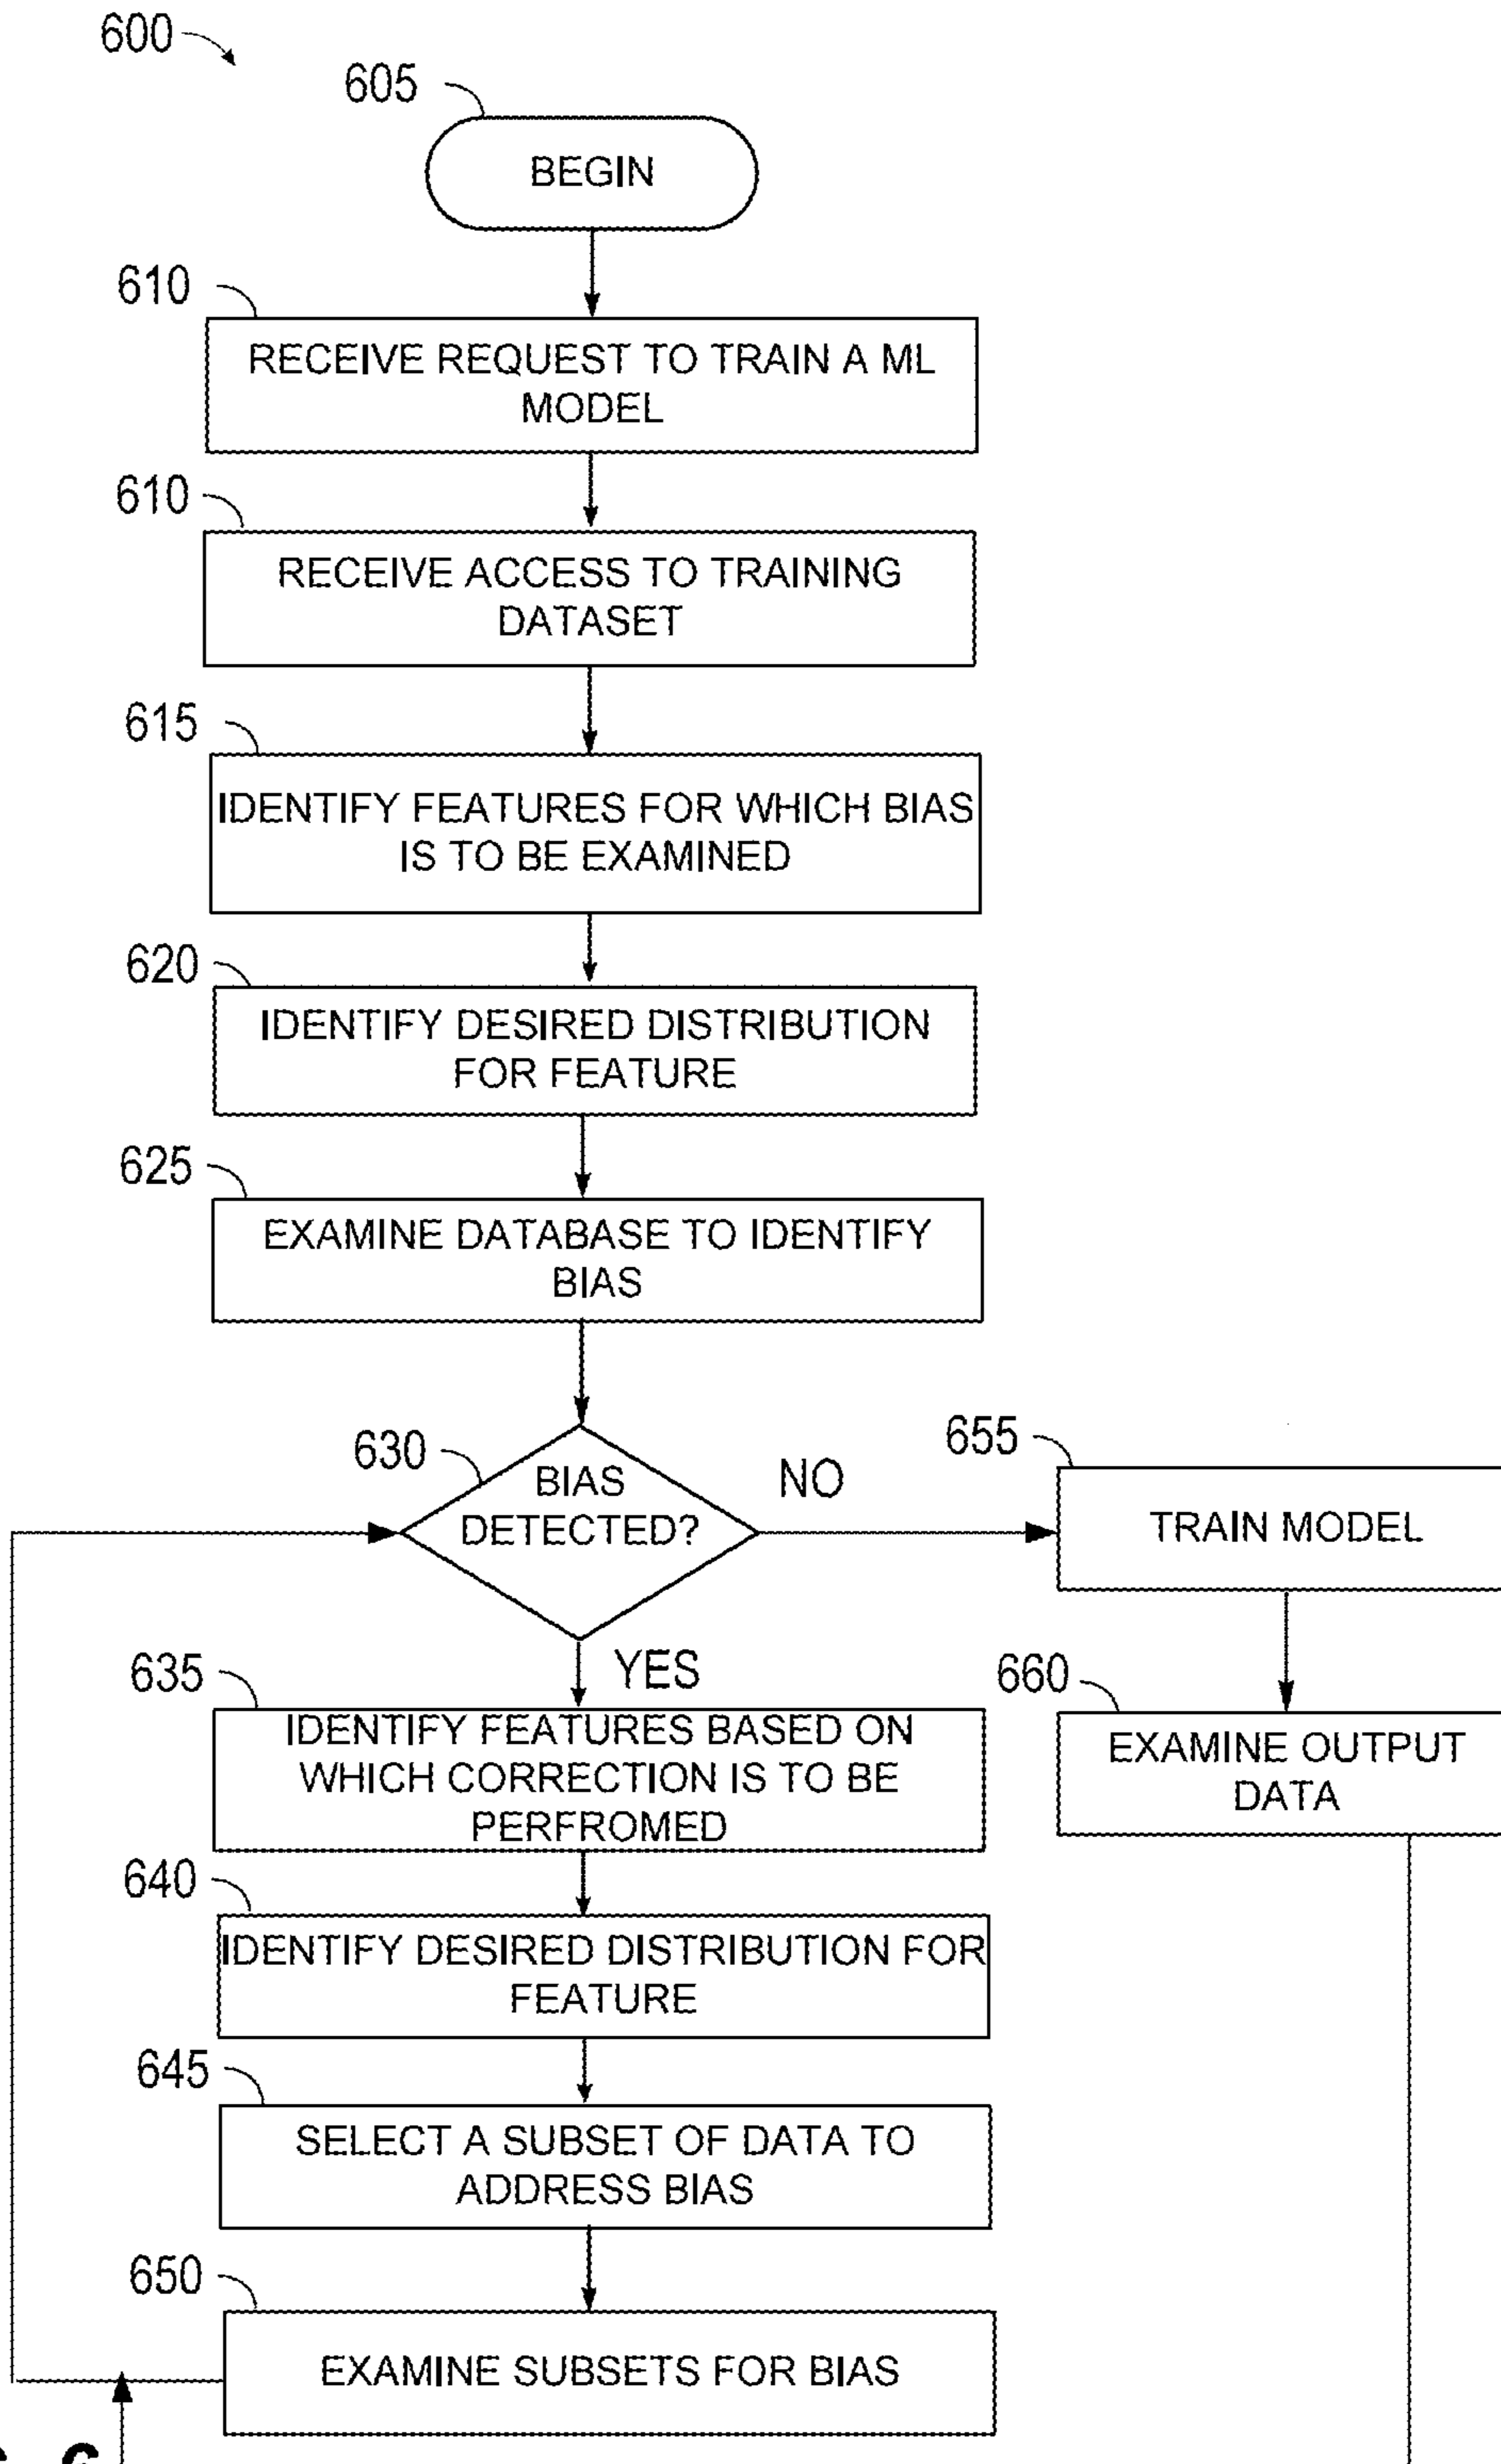 600
605
BEGIN
610
RECEIVE REQUEST TO TRAIN A ML
MODEL
610
RECEIVE ACCESS TO TRAINING
DATASET
615
IDENTIFY FEATURES FOR WHICH BIAS
IS TO BE EXAMINED
620
IDENTIFY DESIRED DISTRIBUTION
FOR FEATURE
625
EXAMINE DATABASE TO IDENTIFY
BIAS
630
BIAS
DETECTED?
NO
655
TRAIN MODEL
YES
635
IDENTIFY FEATURES BASED ON
WHICH CORRECTION IS TO BE
PERFROMED
660
EXAMINE OUTPUT
DATA
640
IDENTIFY DESIRED DISTRIBUTION FOR
FEATURE
645
SELECT A SUBSET OF DATA TO
ADDRESS BIAS
650
EXAMINE SUBSETS FOR BIAS